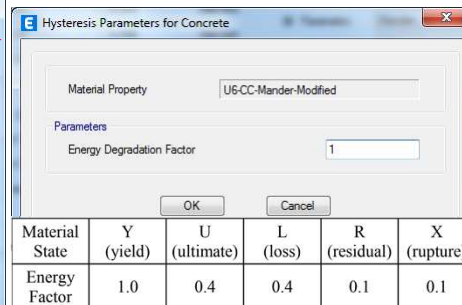 E Hysteresis Parameters for Concrete
Material Property U6-CC-Mander-Modified
Parameters
Energy Degradation Factor 1
OK Cancel
Material State Y (yield) U (ultimate) L (loss) R (residual) X (rupture
Energy Factor 1.0 0.4 0.4 0.1 0.1